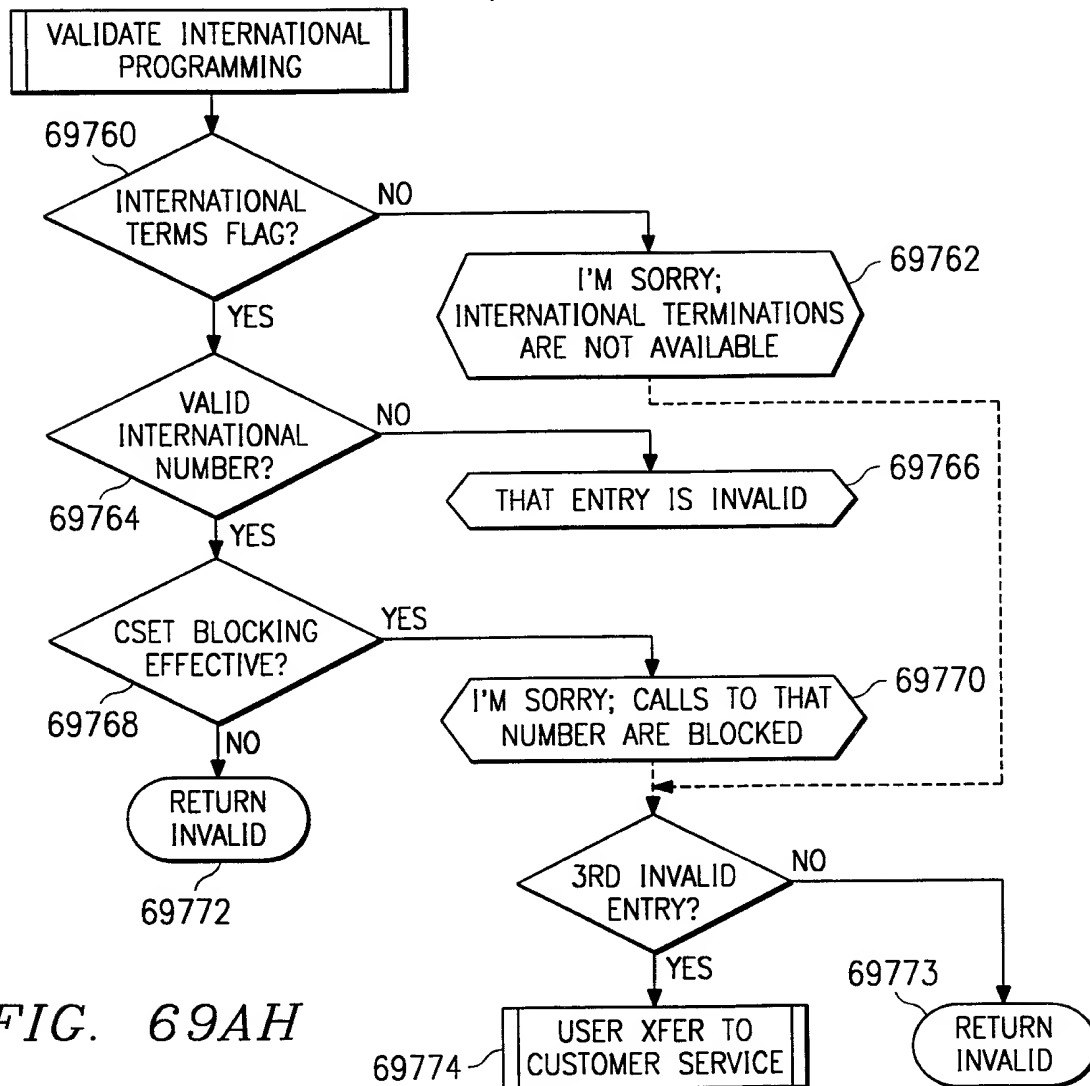 VALIDATE INTERNATIONAL
PROGRAMMING
69760
INTERNATIONAL
TERMS FLAG?
NO
YES
I'M SORRY;
INTERNATIONAL TERMINATIONS
ARE NOT AVAILABLE
69762
VALID
INTERNATIONAL
NUMBER?
NO
69764
YES
THAT ENTRY IS INVALID
69766
CSET BLOCKING
EFFECTIVE?
YES
69768
NO
I'M SORRY; CALLS TO THAT
NUMBER ARE BLOCKED
69770
RETURN
INVALID
69772
3RD INVALID
ENTRY?
NO
YES
69773
RETURN
INVALID
USER XFER TO
CUSTOMER SERVICE
69774
FIG. 69AH